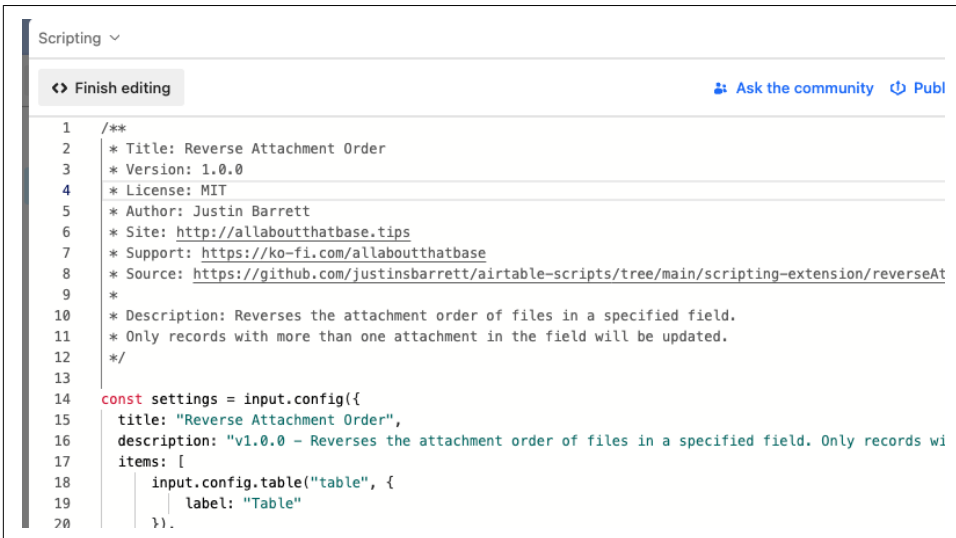 Scripting
<> Finish editing
Ask the community
Publ
1 /**
2 * Title: Reverse Attachment Order
3 * Version: 1.0.0
4 * License: MIT
5 * Author: Justin Barrett
6 * Site: http://allaboutthatbase.tips
7 * Support: https://ko-fi.com/allaboutthatbase
8 * Source: https://github.com/justinsbarrett/airtable-scripts/tree/main/scripting-extension/reverseAt
9 *
10 * Description: Reverses the attachment order of files in a specified field.
11 * Only records with more than one attachment in the field will be updated.
12 */
13
14 const settings = input.config({
15 title: "Reverse Attachment Order",
16 description: "v1.0.0 – Reverses the attachment order of files in a specified field. Only records wi
17 items: [
18 input.config.table("table", {
19 label: "Table"
20 }),